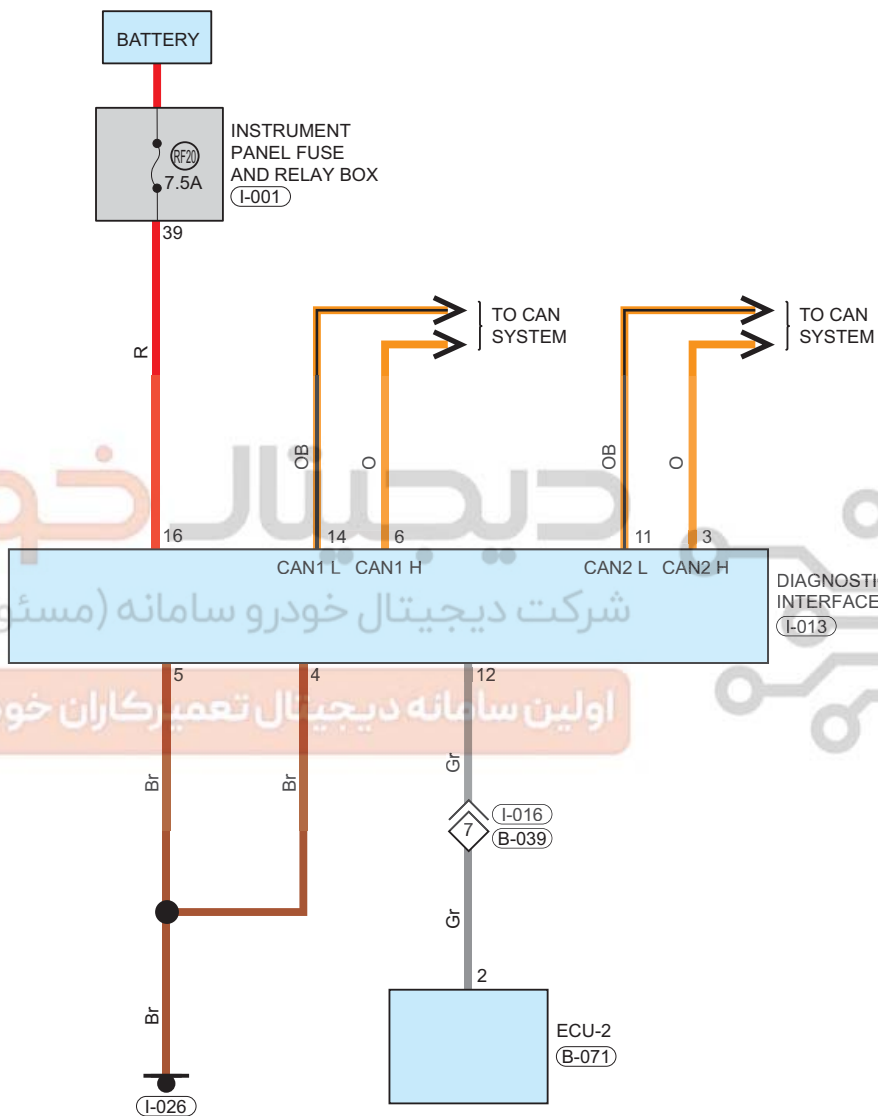 BATTERY
RF20
7.5A
INSTRUMENT
PANEL FUSE
AND RELAY BOX
I-001
39
R
TO CAN
SYSTEM
TO CAN
SYSTEM
OB
O
OB
O
دیجیتال خو
16
14
6
11
3
CAN1 L
CAN1 H
CAN2 L
CAN2 H
DIAGNOSTI
INTERFACE
I-013
شرکت دیجیتال خودرو سامانه (مسئو
5
4
12
اولین سامانه دیجیتال تعمیرکاران خو
Br
Br
Gr
7
I-016
B-039
Gr
Br
2
ECU-2
B-071
I-026